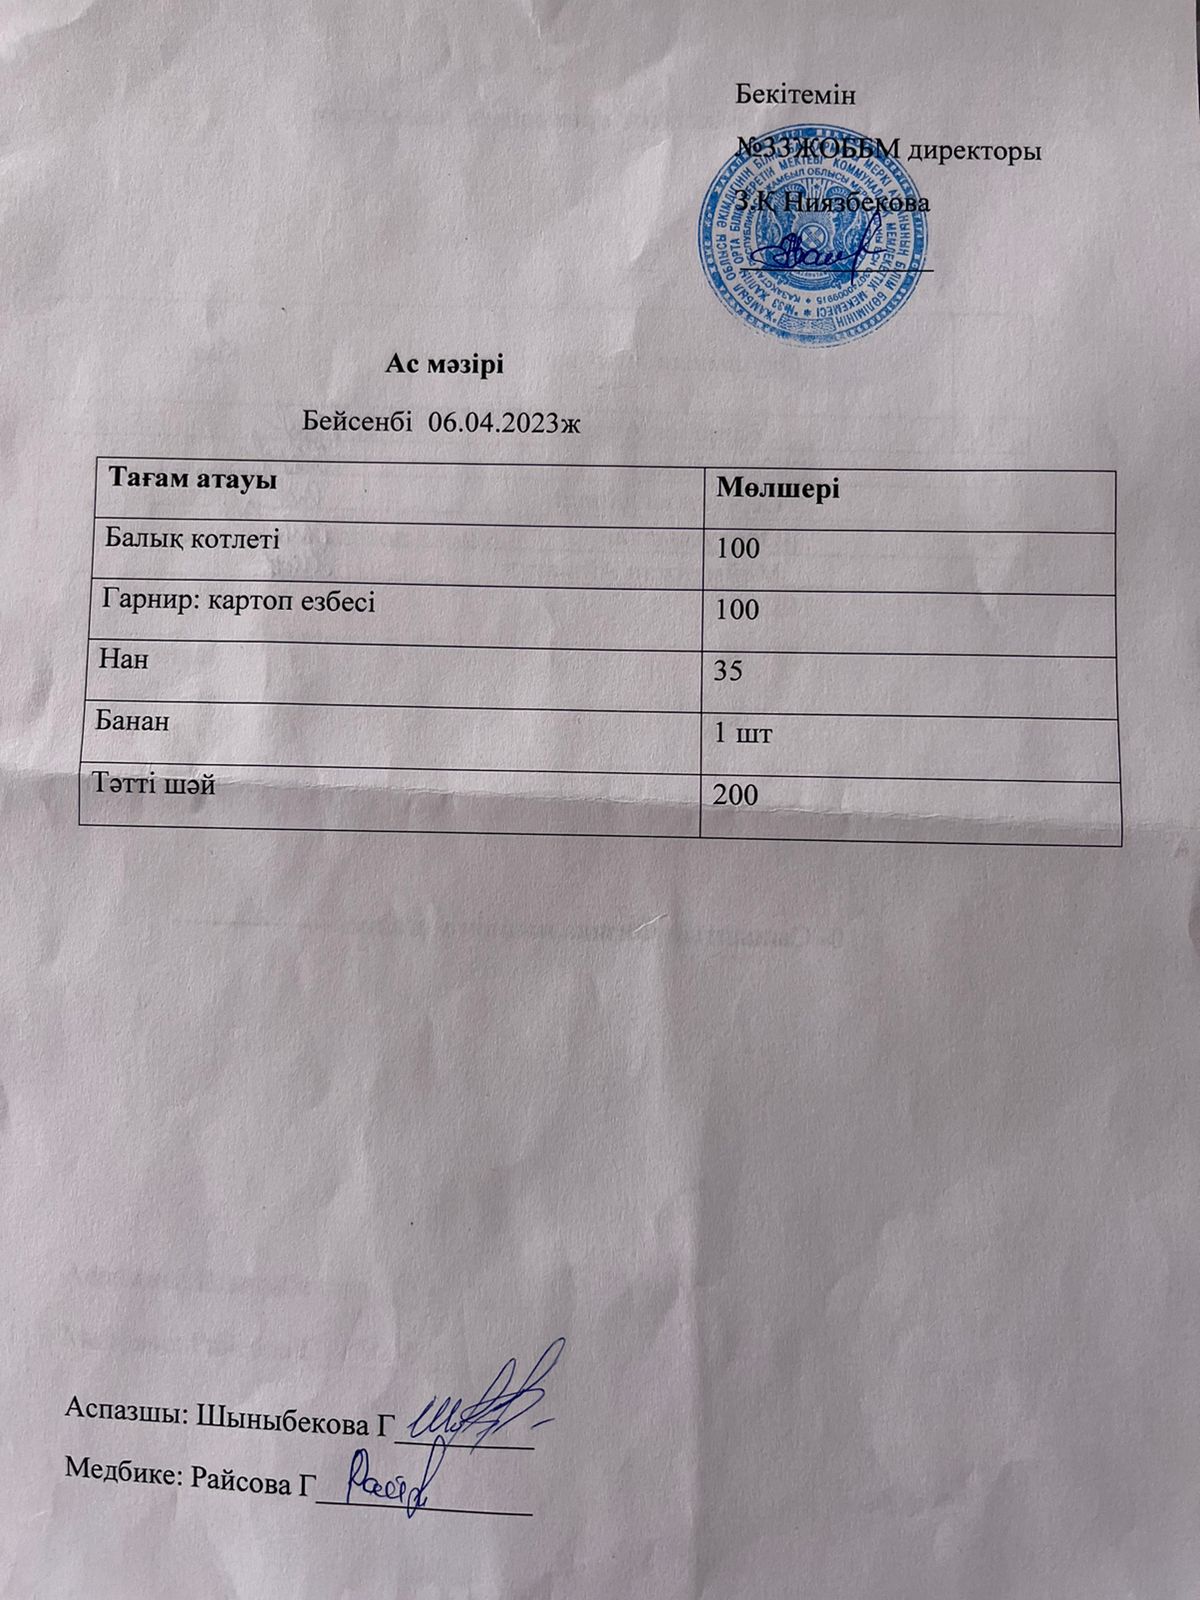 Бекітемін
№33ЖОББМ директоры
З.Қ Ниязбекова
Ас мәзірі
Бейсенбі 06.04.2023ж
Тағам атауы Мөлшері
Балық котлеті 100
Гарнир: картоп езбесі 100
Нан 35
Банан 1 шт
Тәтті шәй 200
Аспазшы: Шыныбекова Г
Медбике: Райсова Г